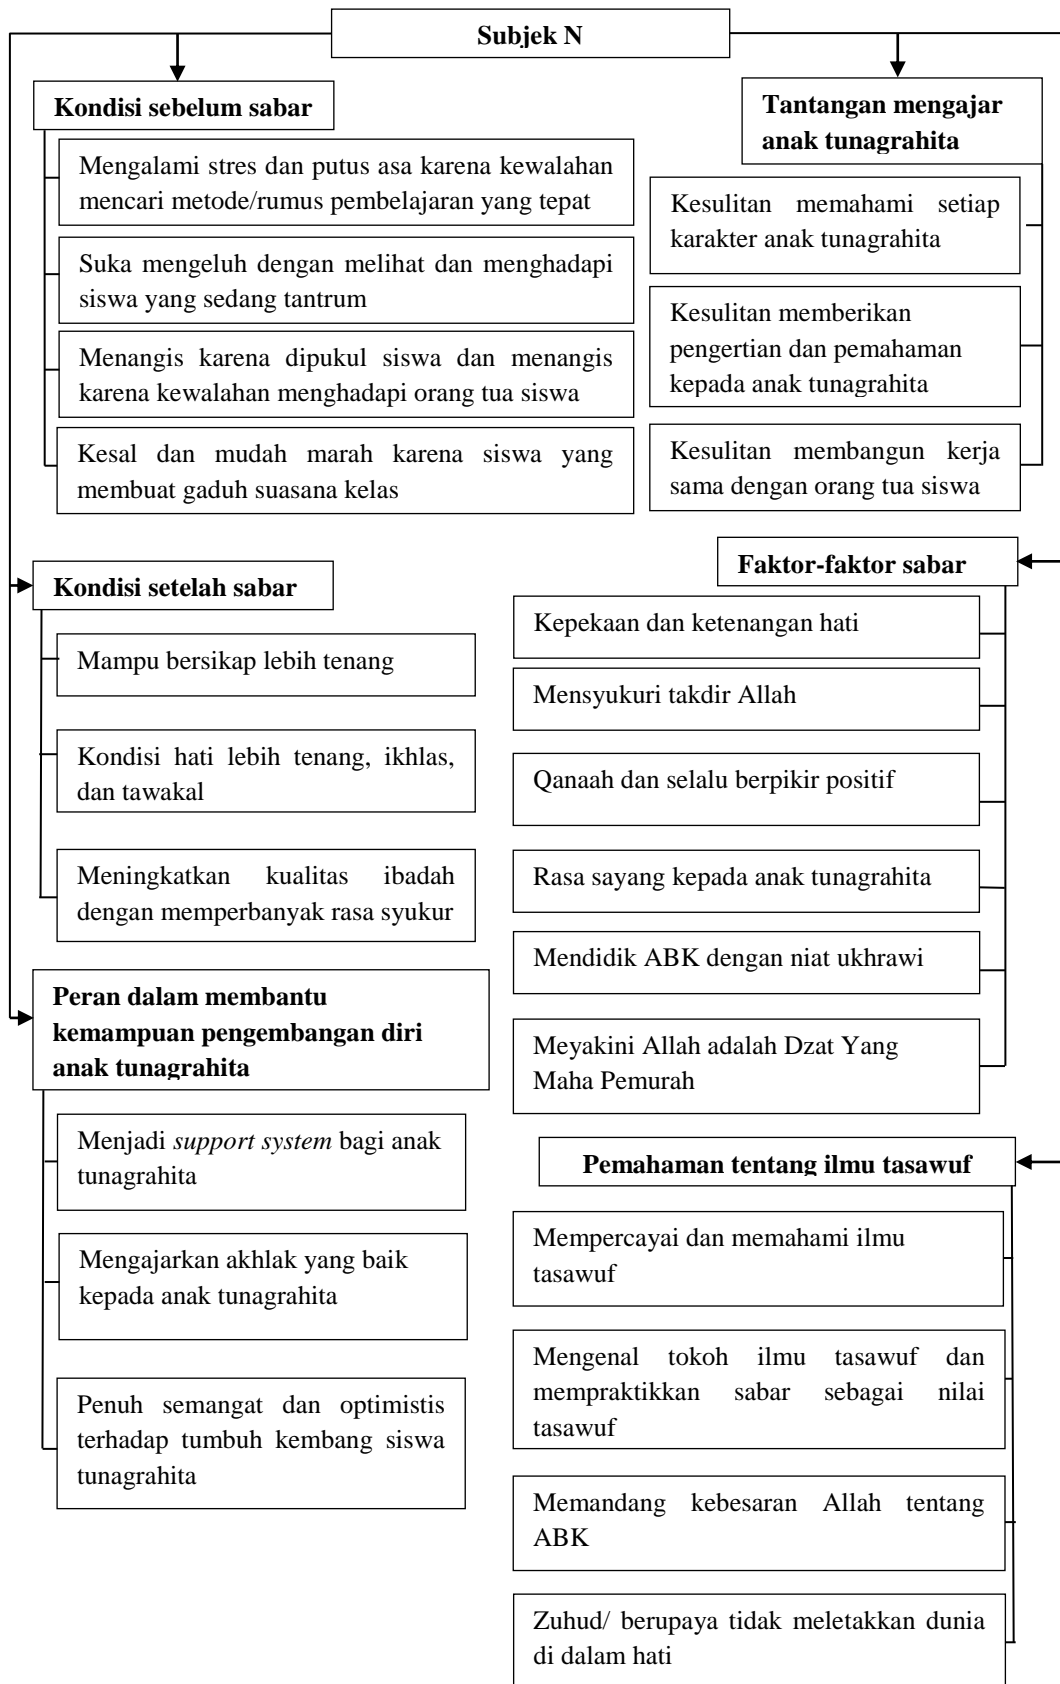 Subjek N
Kondisi sebelum sabar
Mengalami stres dan putus asa karena kewalahan
mencari metode/rumus pembelajaran yang tepat
Suka mengeluh dengan melihat dan menghadapi
siswa yang sedang tantrum
Menangis karena dipukul siswa dan menangis
karena kewalahan menghadapi orang tua siswa
Kesal dan mudah marah karena siswa yang
membuat gaduh suasana kelas
Tantangan mengajar
anak tunagrahita
Kesulitan memahami setiap
karakter anak tunagrahita
Kesulitan memberikan
pengertian dan pemahaman
kepada anak tunagrahita
Kesulitan membangun kerja
sama dengan orang tua siswa
Kondisi setelah sabar
Mampu bersikap lebih tenang
Kondisi hati lebih tenang, ikhlas,
dan tawakal
Meningkatkan kualitas ibadah
dengan memperbanyak rasa syukur
Faktor-faktor sabar
Kepekaan dan ketenangan hati
Mensyukuri takdir Allah
Qanaah dan selalu berpikir positif
Rasa sayang kepada anak tunagrahita
Mendidik ABK dengan niat ukhrawi
Meyakini Allah adalah Dzat Yang
Maha Pemurah
Peran dalam membantu
kemampuan pengembangan diri
anak tunagrahita
Menjadi support system bagi anak
tunagrahita
Mengajarkan akhlak yang baik
kepada anak tunagrahita
Penuh semangat dan optimistis
terhadap tumbuh kembang siswa
tunagrahita
Pemahaman tentang ilmu tasawuf
Mempercayai dan memahami ilmu
tasawuf
Mengenal tokoh ilmu tasawuf dan
mempraktikkan sabar sebagai nilai
tasawuf
Memandang kebesaran Allah tentang
ABK
Zuhud/ berupaya tidak meletakkan dunia
di dalam hati